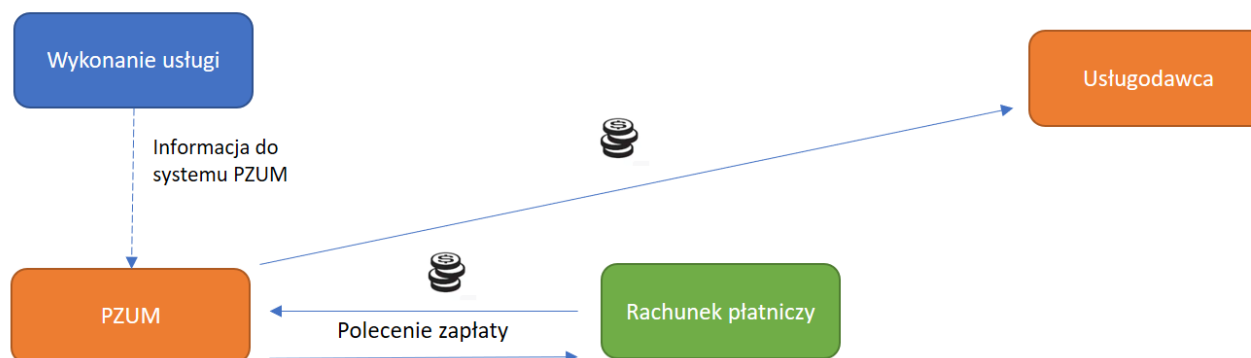 Wykonanie usługi
Usługodawca
Informacja do
systemu PZUM
PZUM
Polecenie zapłaty
Rachunek płatniczy